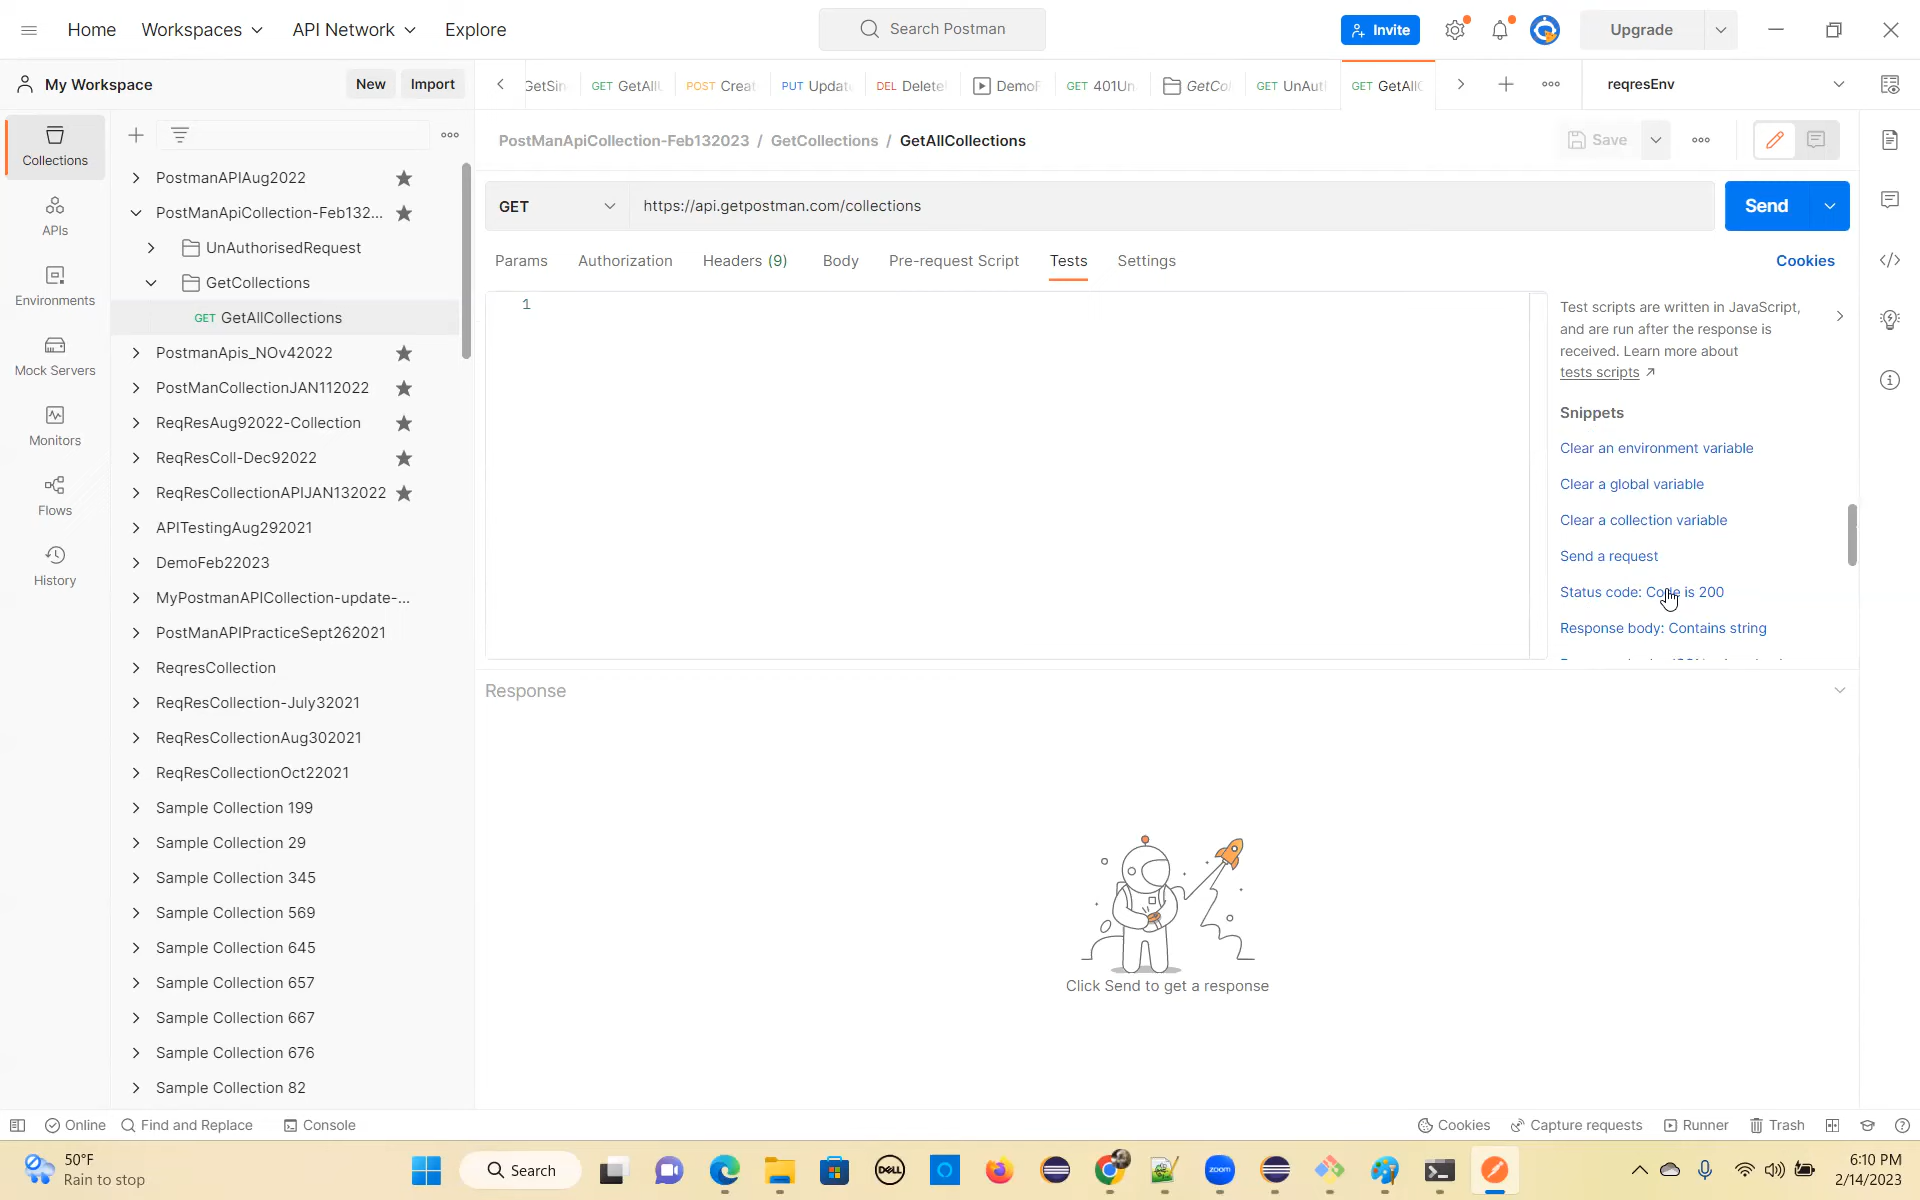 Home
Workspaces
API Network
Explore
Search Postman
Invite
Upgrade
My Workspace
New
Import
GetSin
GET GetAllU
POST Creat
PUT Update
DEL Delete
DemoF
GET 401Un
GetCol
GET UnAut
GET GetAllC
reqresEnv
Collections
APIs
Environments
Mock Servers
Monitors
Flows
History
PostmanAPIAug2022
PostManApiCollection-Feb132...
UnAuthorisedRequest
GetCollections
GET GetAllCollections
PostmanApis_NOv42022
PostManCollectionJAN112022
ReqResAug92022-Collection
ReqResColl-Dec92022
ReqResCollectionAPIJAN132022
APITestingAug292021
DemoFeb22023
MyPostmanAPICollection-update-...
PostManAPIPracticeSept262021
ReqresCollection
ReqResCollection-July32021
ReqResCollectionAug302021
ReqResCollectionOct22021
Sample Collection 199
Sample Collection 29
Sample Collection 345
Sample Collection 569
Sample Collection 645
Sample Collection 657
Sample Collection 667
Sample Collection 676
Sample Collection 82
PostManApiCollection-Feb132023 / GetCollections / GetAllCollections
Save
GET
https://api.getpostman.com/collections
Send
Params
Authorization
Headers (9)
Body
Pre-request Script
Tests
Settings
Cookies
1
Test scripts are written in JavaScript,
and are run after the response is
received. Learn more about
tests scripts
Snippets
Clear an environment variable
Clear a global variable
Clear a collection variable
Send a request
Status code: Code is 200
Response body: Contains string
Response
Click Send to get a response
Online
Find and Replace
Console
Cookies
Capture requests
Runner
Trash
50°F
Rain to stop
Search
DELL
zoom
6:10 PM
2/14/2023